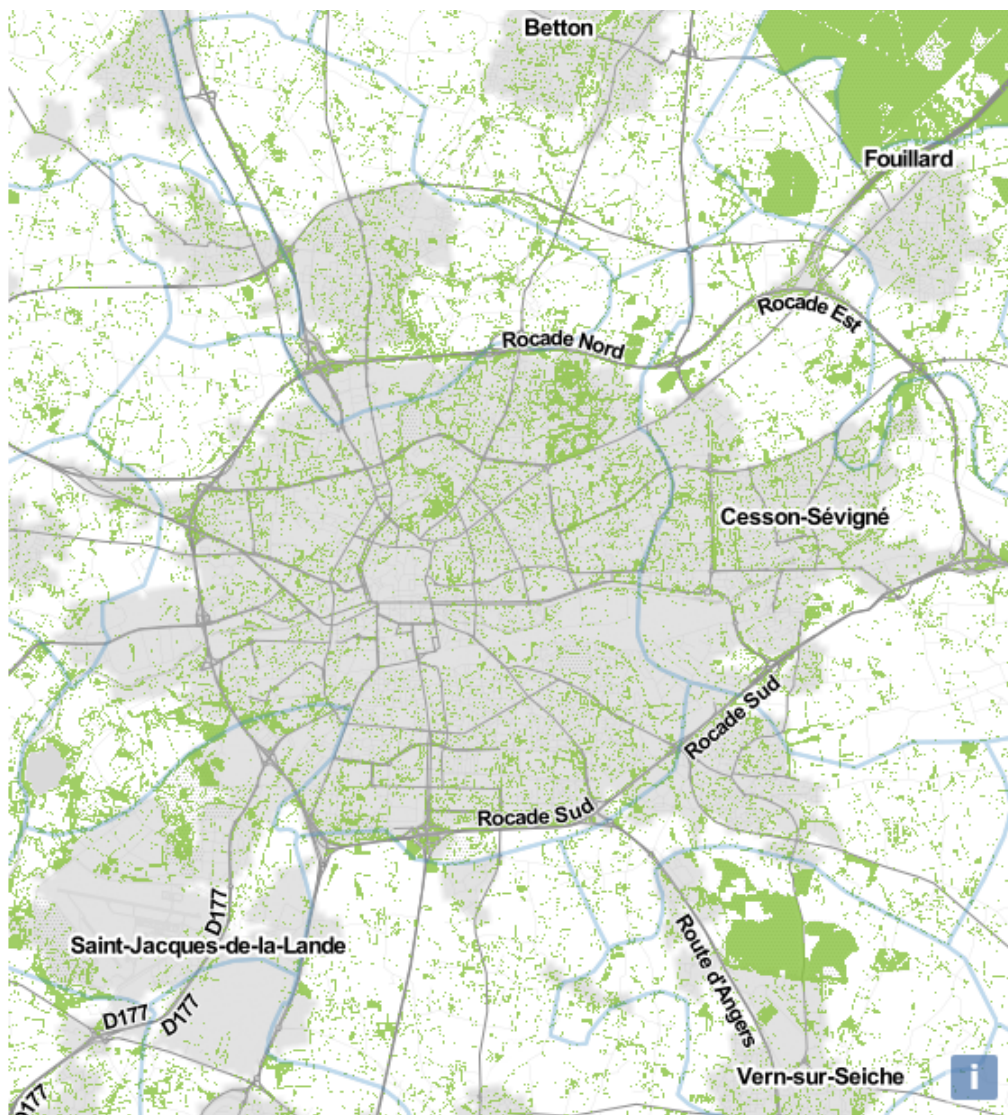 Betton
Fouillard
Rocade Est
Rocade Nord
Cesson-Sévigné
Rocade Sud
Rocade Sud
D177
Saint-Jacques-de-la-Lande
Route d'Angers
D177
D177
Vern-sur-Seiche
i
D177